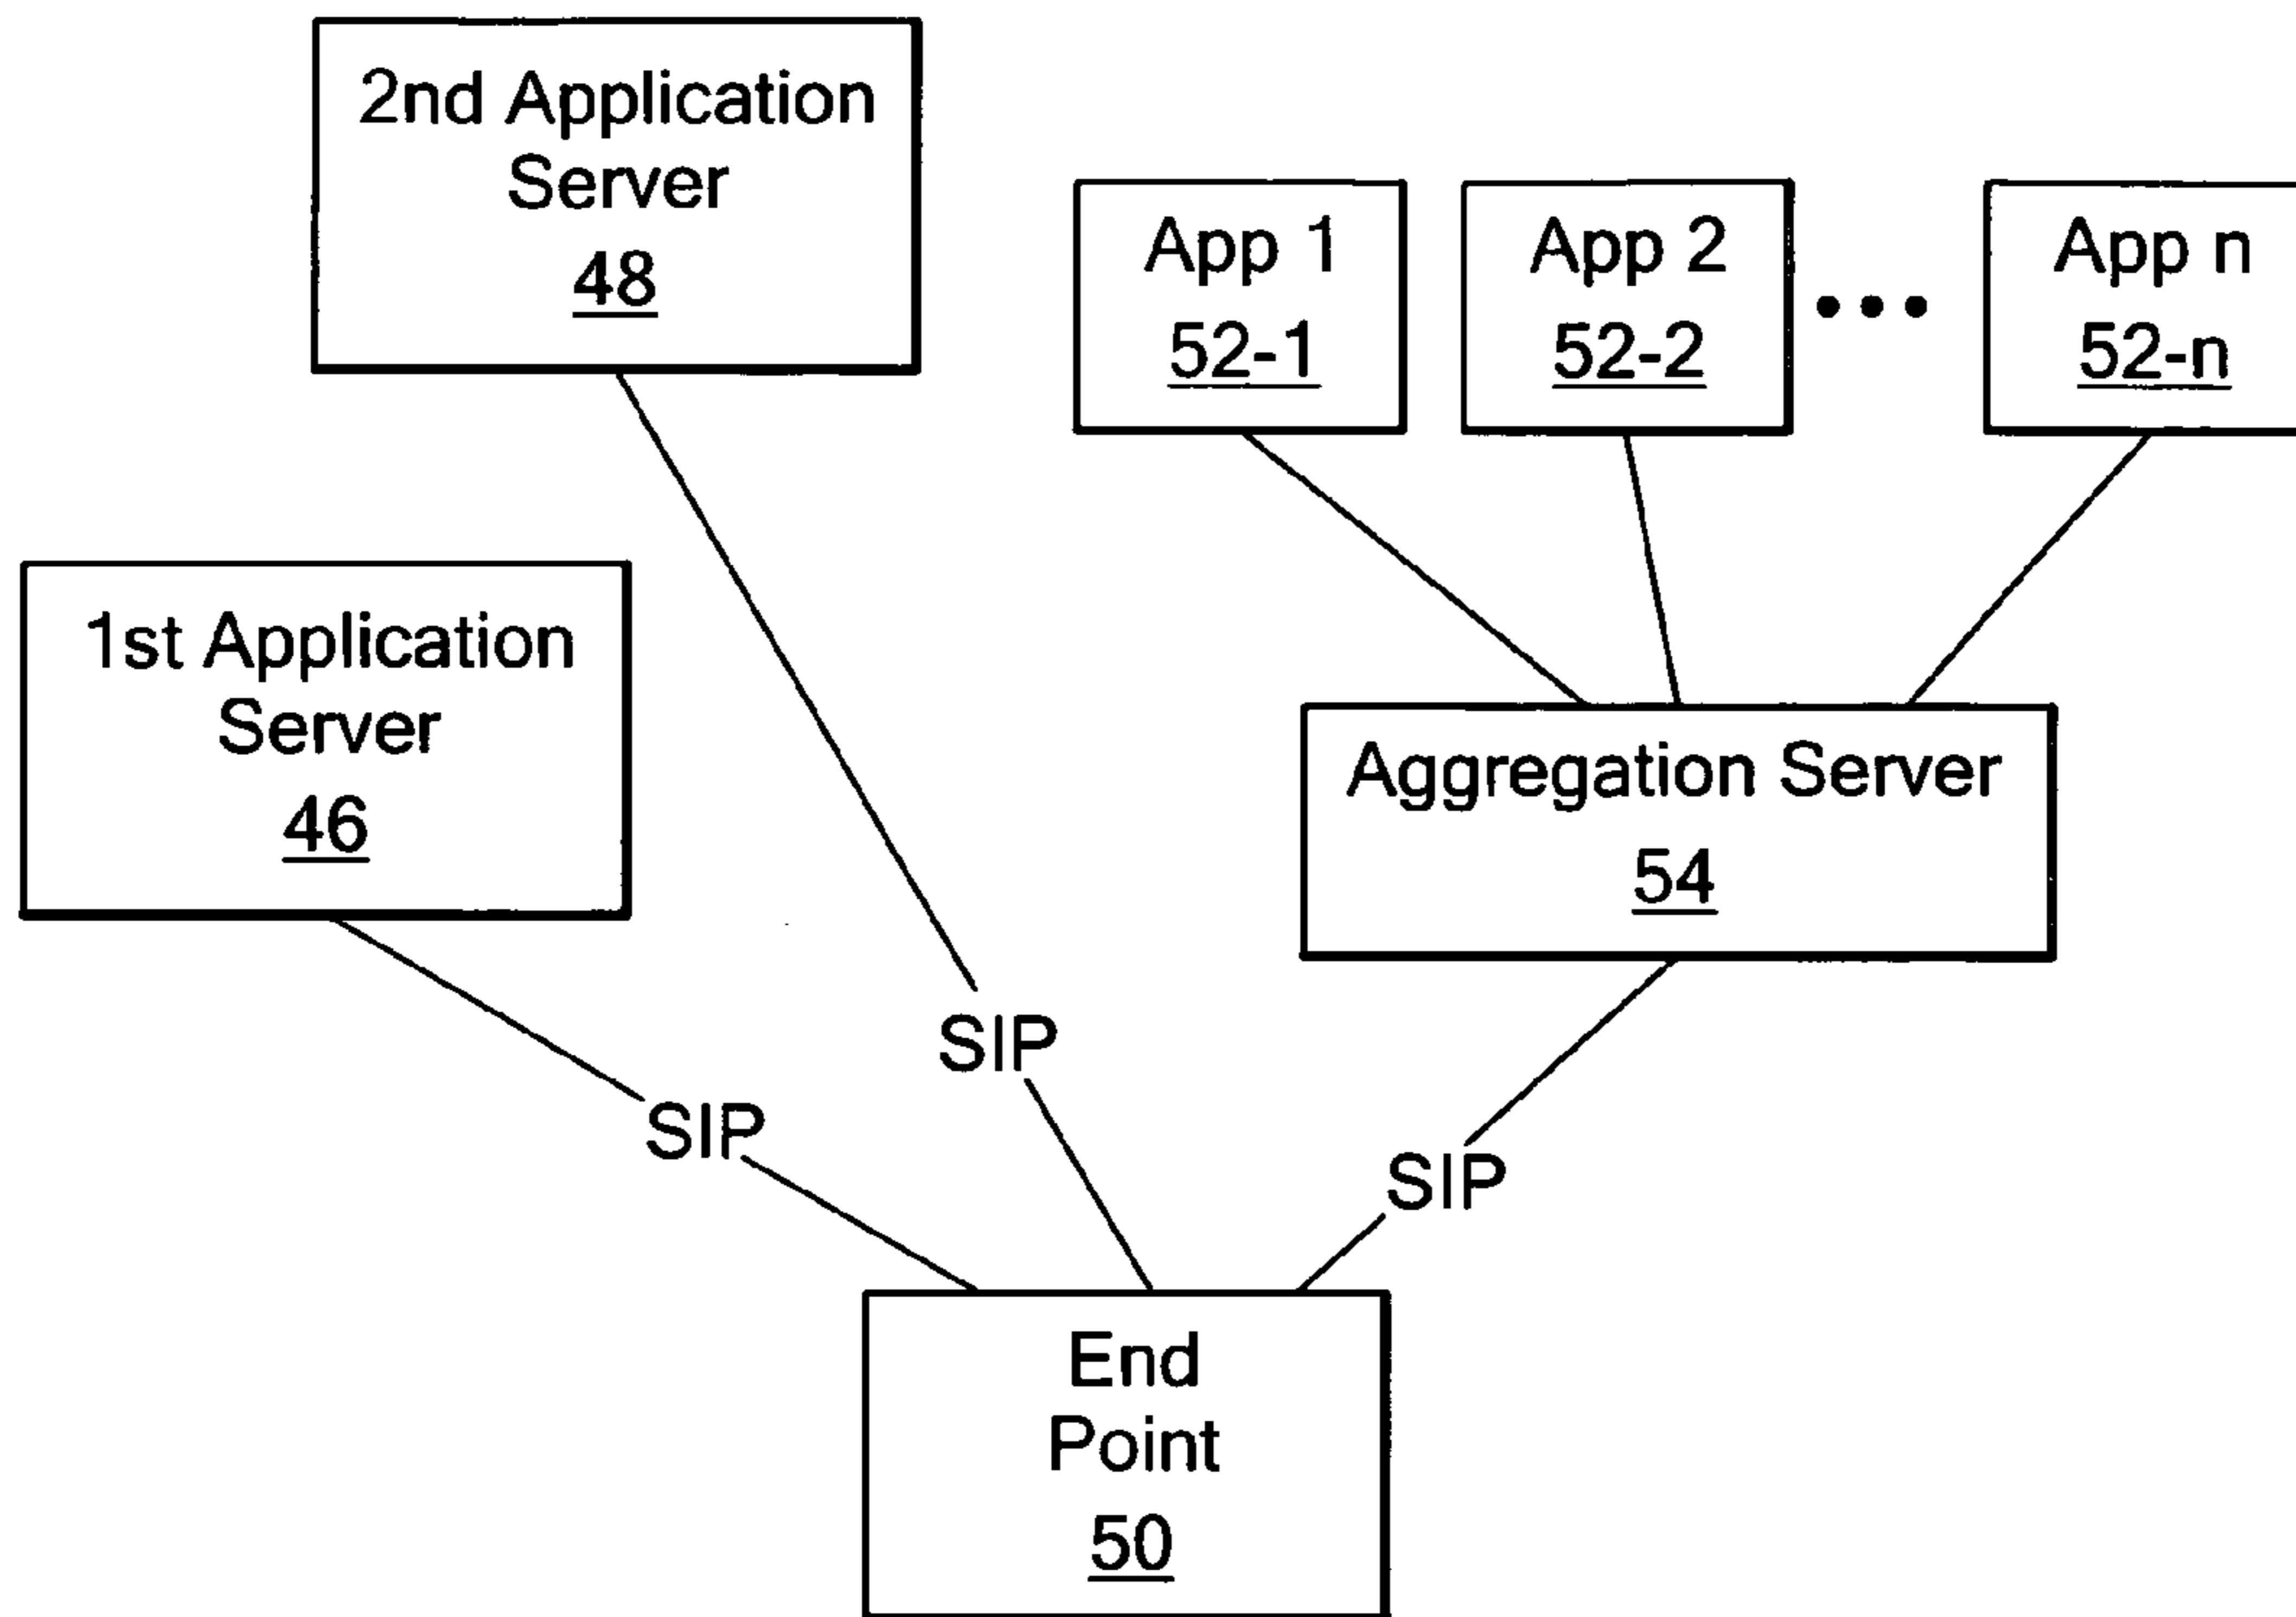 2nd Application
Server
48
App 1
52-1
App 2
52-2
App n
52-n
1st Application
Server
46
Aggregation Server
54
SIP
SIP
SIP
End
Point
50